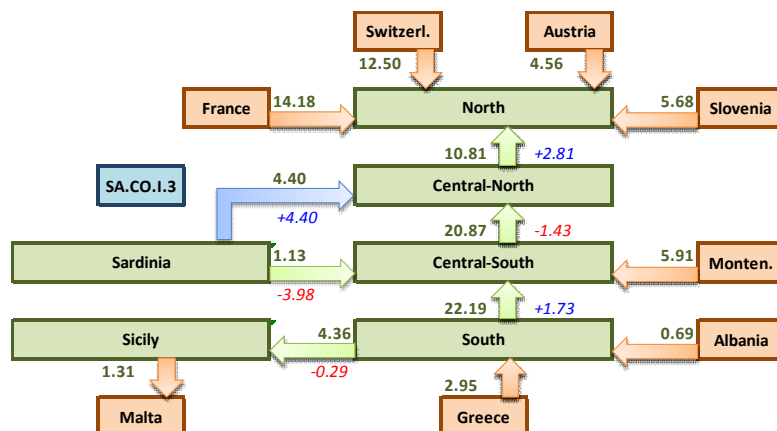 Switzerl.
Austria
12.50
4.56
France
14.18
North
5.68
Slovenia
10.81
+2.81
SA.CO.I.3
4.40
Central-North
+4.40
20.87
-1.43
Sardinia
1.13
Central-South
5.91
Monten.
-3.98
22.19
+1.73
Sicily
4.36
South
0.69
Albania
1.31
-0.29
2.95
Malta
Greece